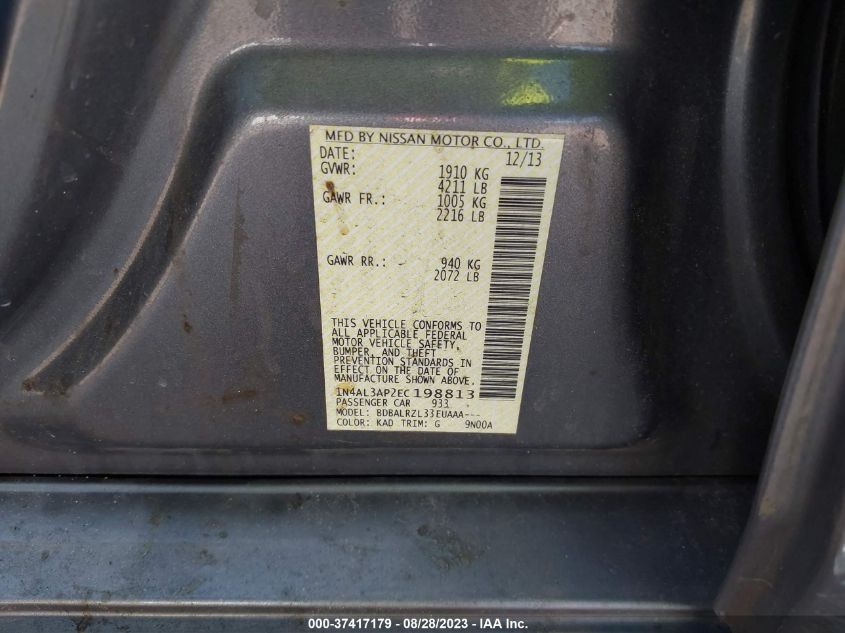 MFD BY NISSAN MOTOR CO., LTD.
DATE: 12/13
GVWR: 1910 KG
4211 LB
GAWR FR.: 1005 KG
2216 LB
GAWR RR.: 940 KG
2072 LB
THIS VEHICLE CONFORMS TO
ALL APPLICABLE FEDERAL
MOTOR VEHICLE SAFETY,
BUMPER, AND THEFT
PREVENTION STANDARDS IN
EFFECT ON THE DATE OF
MANUFACTURE SHOWN ABOVE.
1N4AL3AP2EC198813
PASSENGER CAR 933
MODEL: BDBALRZL33EUAAA---
COLOR: KAD TRIM: G 9N00A
000-37417179 - 08/28/2023 - IAA Inc.